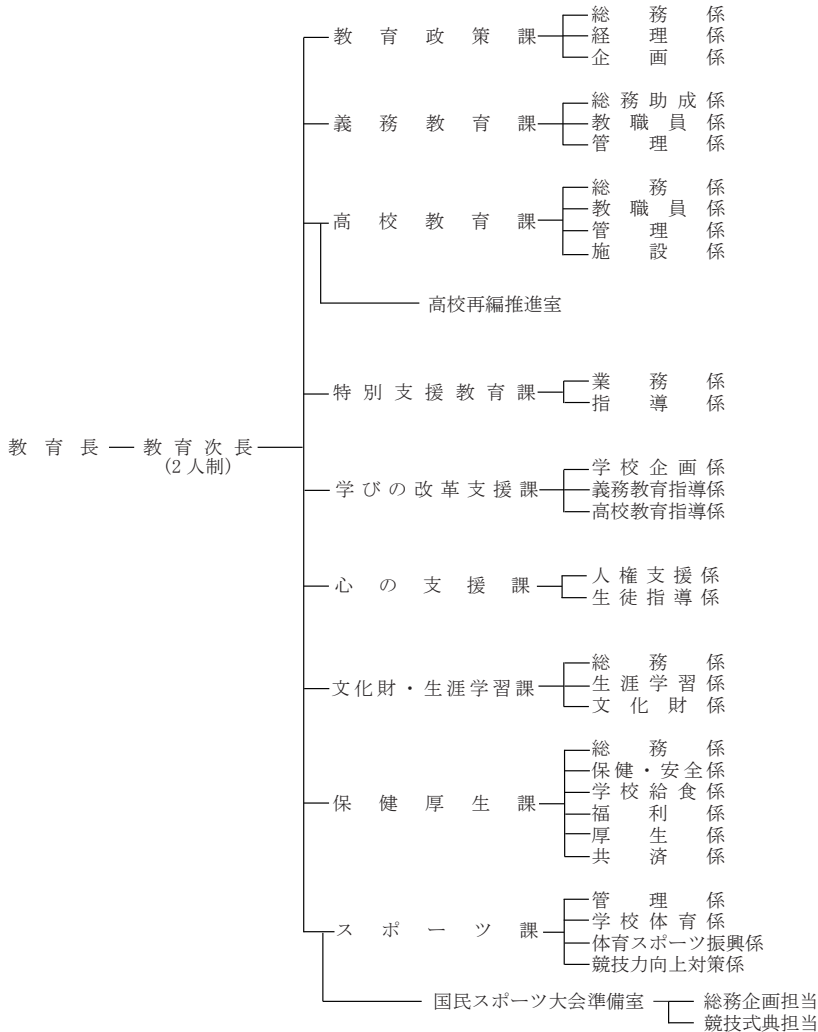 教育政策課
総務係
経理係
企画係
義務教育課
総務助成係
教職員係
管理係
高校教育課
総務係
教職員係
管理係
施設係
高校再編推進室
特別支援教育課
業務係
指導係
教育長
教育次長
(2人制)
学びの改革支援課
学校企画係
義務教育指導係
高校教育指導係
心の支援課
人権支援係
生徒指導係
文化財・生涯学習課
総務係
生涯学習係
文化財係
保健厚生課
総務係
保健・安全係
学校給食係
福利係
厚生係
共済係
スポーツ課
管理係
学校体育係
体育スポーツ振興係
競技力向上対策係
国民スポーツ大会準備室
総務企画担当
競技式典担当